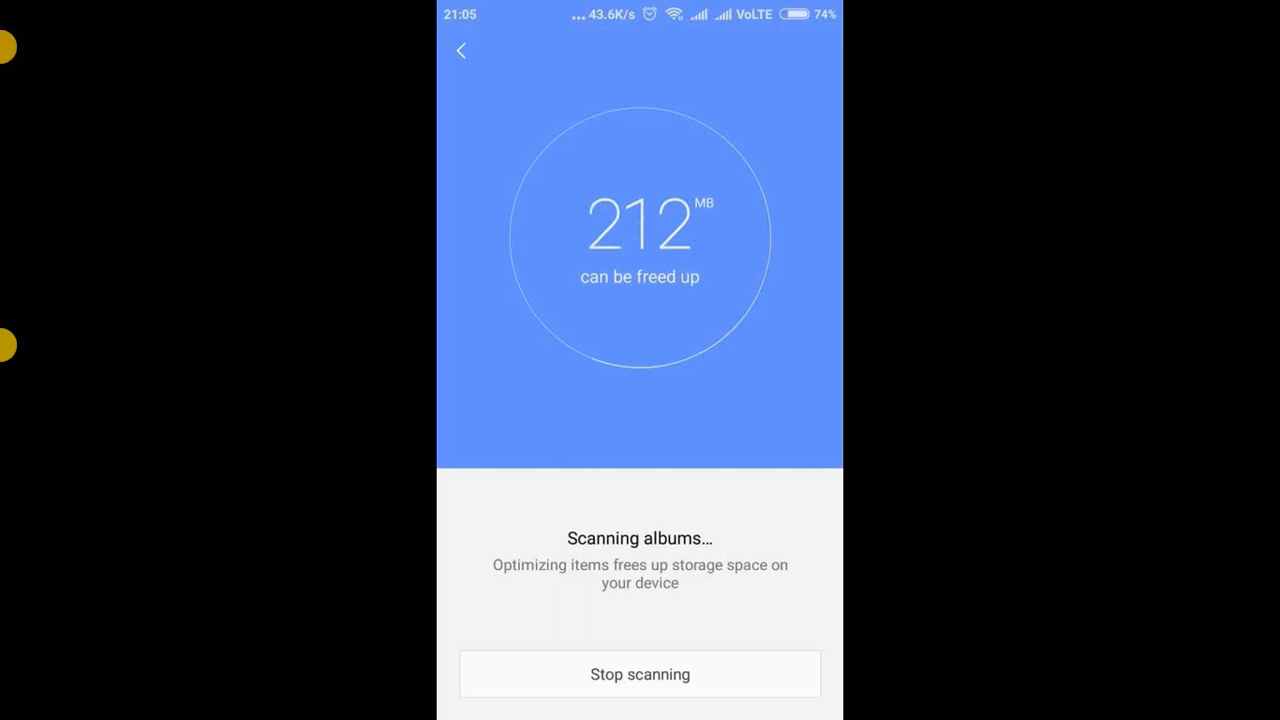 21:05 ... 43.6K/s VoLTE 74%
212 MB
can be freed up
Scanning albums...
Optimizing items frees up storage space on
your device
Stop scanning